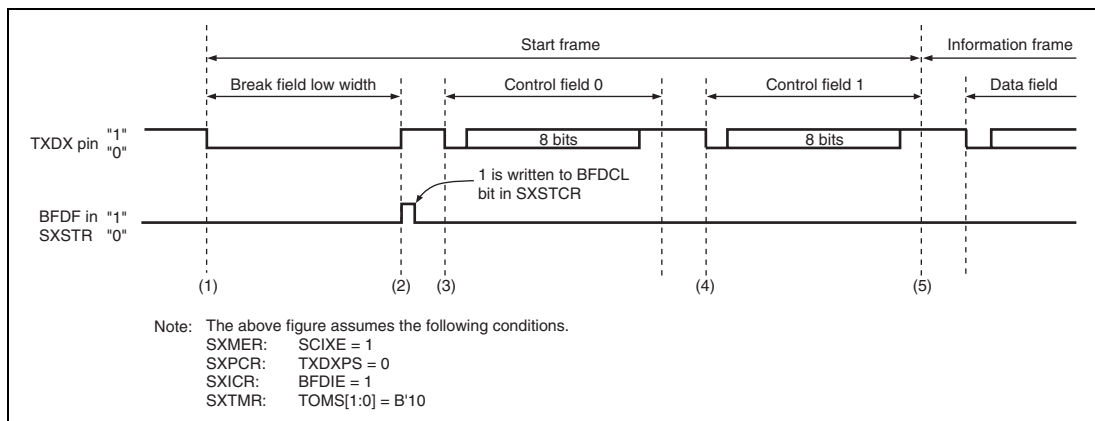 Start frame
Information frame
Break field low width
Control field 0
Control field 1
Data field
TXDX pin "1"
"0"
8 bits
8 bits
1 is written to BFDCL
bit in SXSTCR
BFDF in "1"
SXSTR "0"
(1)
(2)
(3)
(4)
(5)
Note: The above figure assumes the following conditions.
SXMER: SCIXE = 1
SXPCR: TXDXPS = 0
SXICR: BFDIE = 1
SXTMR: TOMS[1:0] = B'10